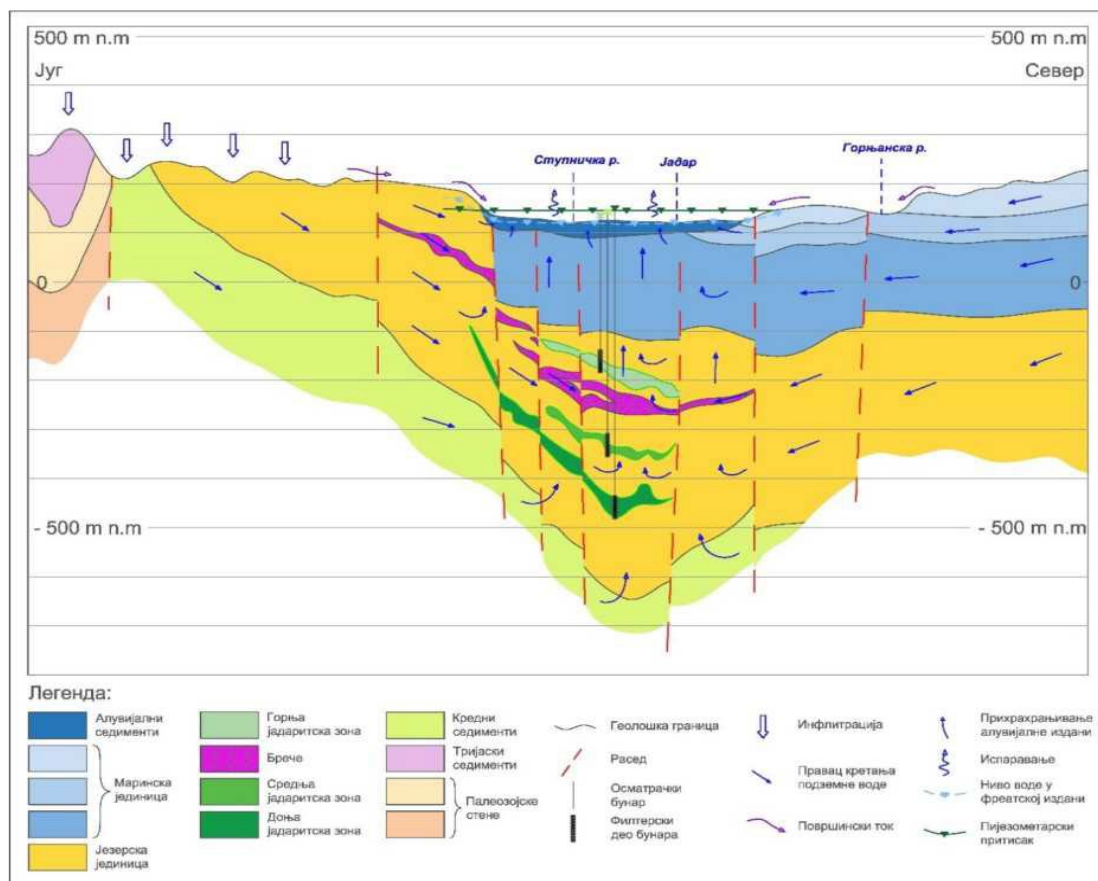 500 m n.m
500 m n.m
Југ
Север
Ступничка р.
Јадар
Горњанска р.
0
0
- 500 m n.m
-500 m n.m
Легенда:
Алувијални
седименти
Маринска
јединица
Језерска
јединица
Горња
јадаритска зона
Брече
Средња
јадаритска зона
Доња
јадаритска зона
Кредни
седименти
Тријаски
седименти
Палеозојске
стене
Геолошка граница
Расед
Осматрачки
бунар
Филтерски
део бунара
Инфлитрација
Правац кретања
подземне воде
Површински ток
Прихрахрањивање
алувијалне издани
Испаравање
Ниво воде у
фреатској издани
Пијезометарски
притисак